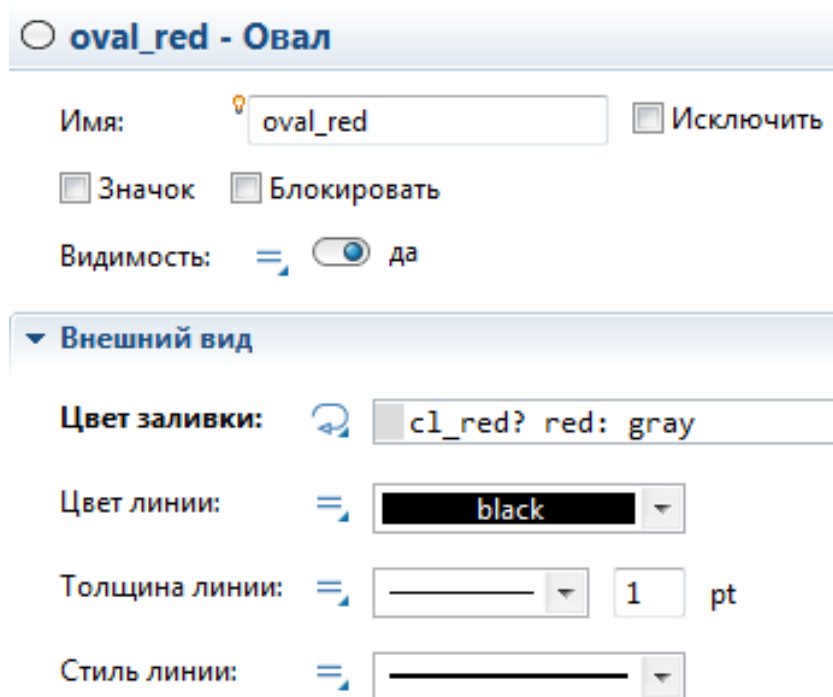 oval_red - Овал
Имя: oval_red Исключить
Значок Блокировать
Видимость: да
Внешний вид
Цвет заливки: cl_red? red: gray
Цвет линии: black
Толщина линии: 1 pt
Стиль линии: